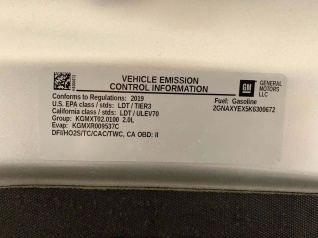 VEHICLE EMISSION
CONTROL INFORMATION
GM
GENERAL
MOTORS LLC
Conforms to Regulations: 2019
Fuel: Gasoline
U.S. EPA class / stds: LDT / TIER3
2GNAXYEX5K6300672
California class / stds: LDT / ULEV70
Group: KGMXT02.0100 2.0L
Evap: KGMXR009537C
DFI/HO2S/TC/CAC/TWC, CA OBD: II